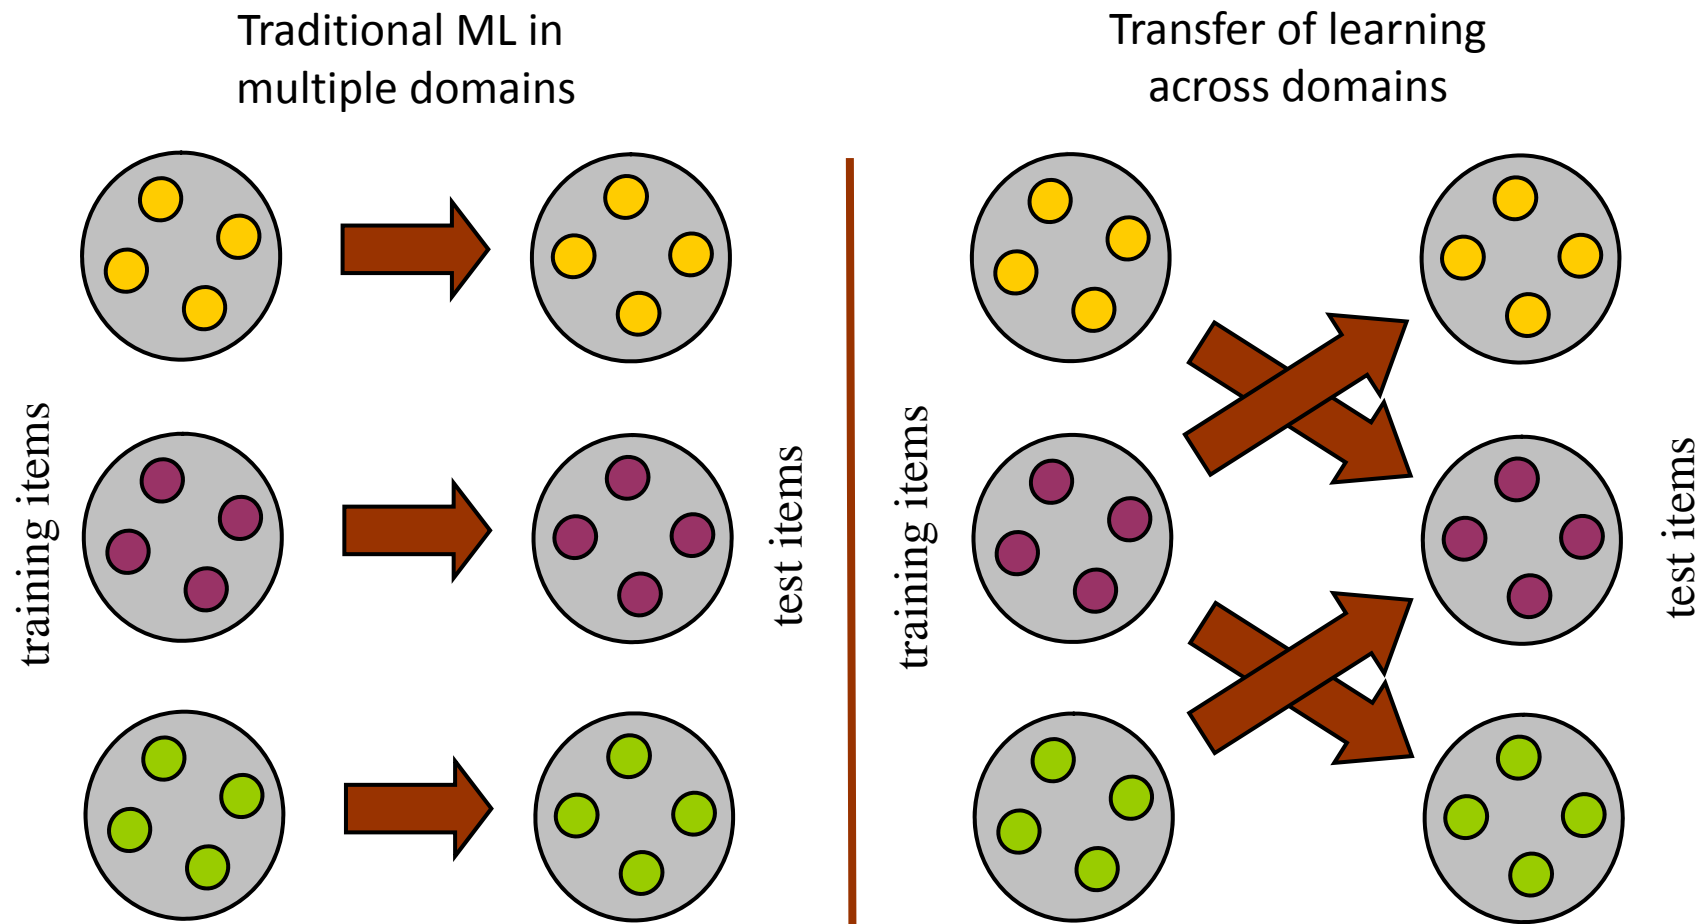 Traditional ML in
multiple domains
Transfer of learning
across domains
training items
test items
training items
test items